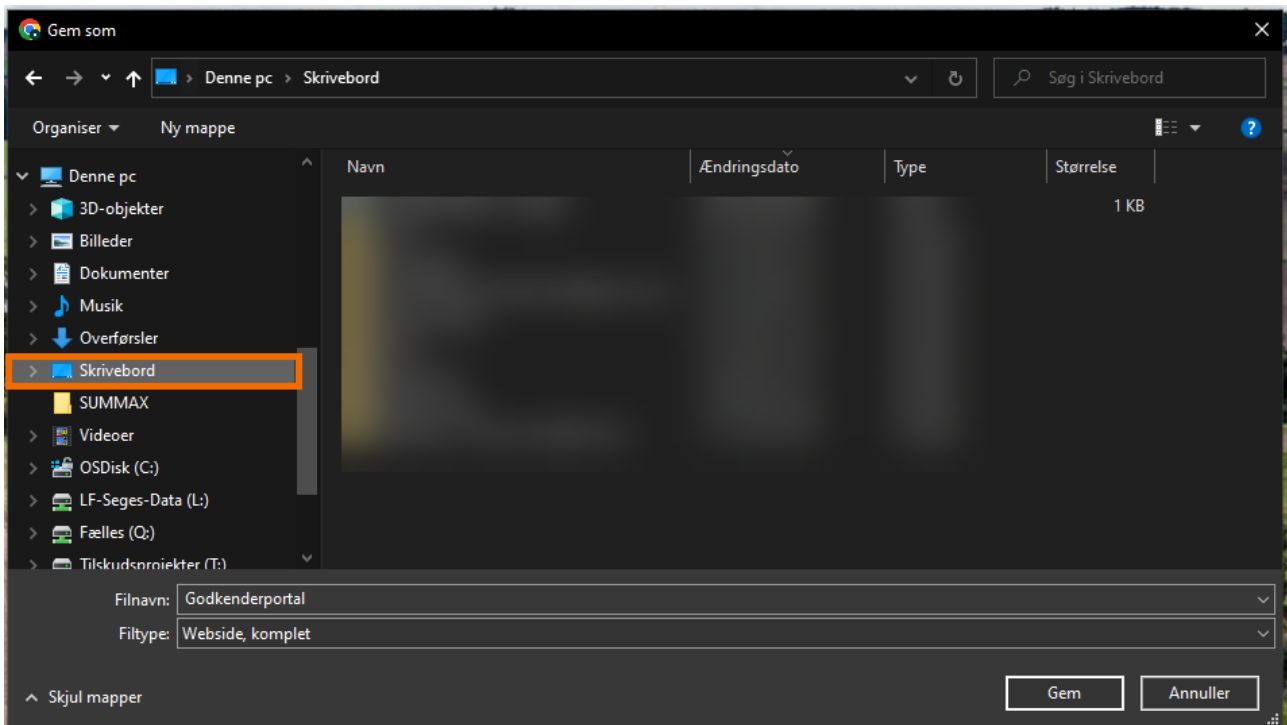 Gem som
Denne pc > Skrivebord
Søg i Skrivebord
Organiser
Ny mappe
Navn
Ændringsdato
Type
Størrelse
1 KB
Denne pc
3D-objekter
Billeder
Dokumenter
Musik
Overførsler
Skrivebord
SUMMAX
Videoer
OSDisk (C:)
LF-Seges-Data (L:)
Fælles (Q:)
Tilskudsprojekter (T:)
Filnavn: Godkenderportal
Filtype: Webside, komplet
Skjul mapper
Gem
Annuller